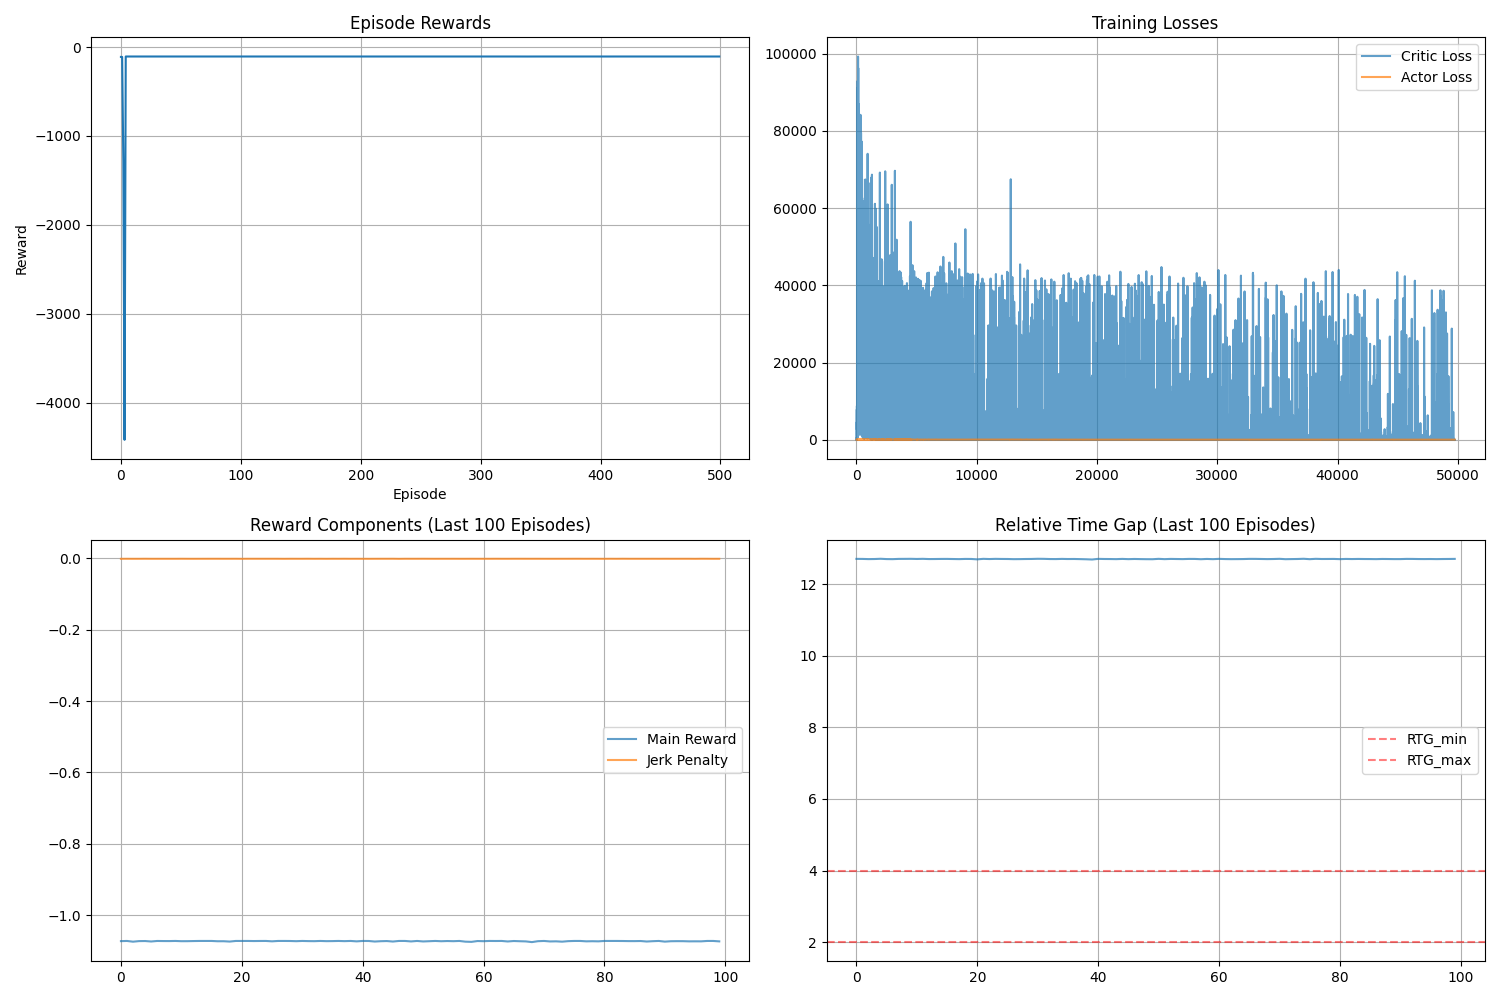 Episode Rewards
0
−1000
−2000
−3000
−4000
Reward
0 100 200 300 400 500
Episode
Training Losses
100000
80000
60000
40000
20000
0
Critic Loss
Actor Loss
0 10000 20000 30000 40000 50000
Reward Components (Last 100 Episodes)
0.0
−0.2
−0.4
−0.6
−0.8
−1.0
Main Reward
Jerk Penalty
0 20 40 60 80 100
Relative Time Gap (Last 100 Episodes)
12
10
8
6
4
2
RTG_min
RTG_max
0 20 40 60 80 100